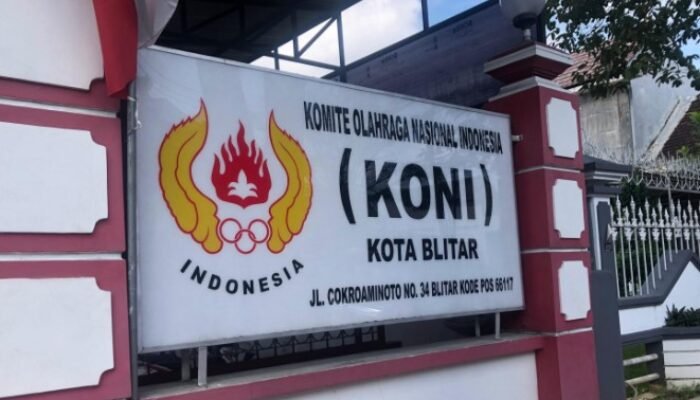 KOMITE OLAHRAGA NASIONAL INDONESIA
(KONI)
KOTA BLITAR
JL. COKROAMINOTO NO. 34 BLITAR KODE POS 66117
INDONESIA